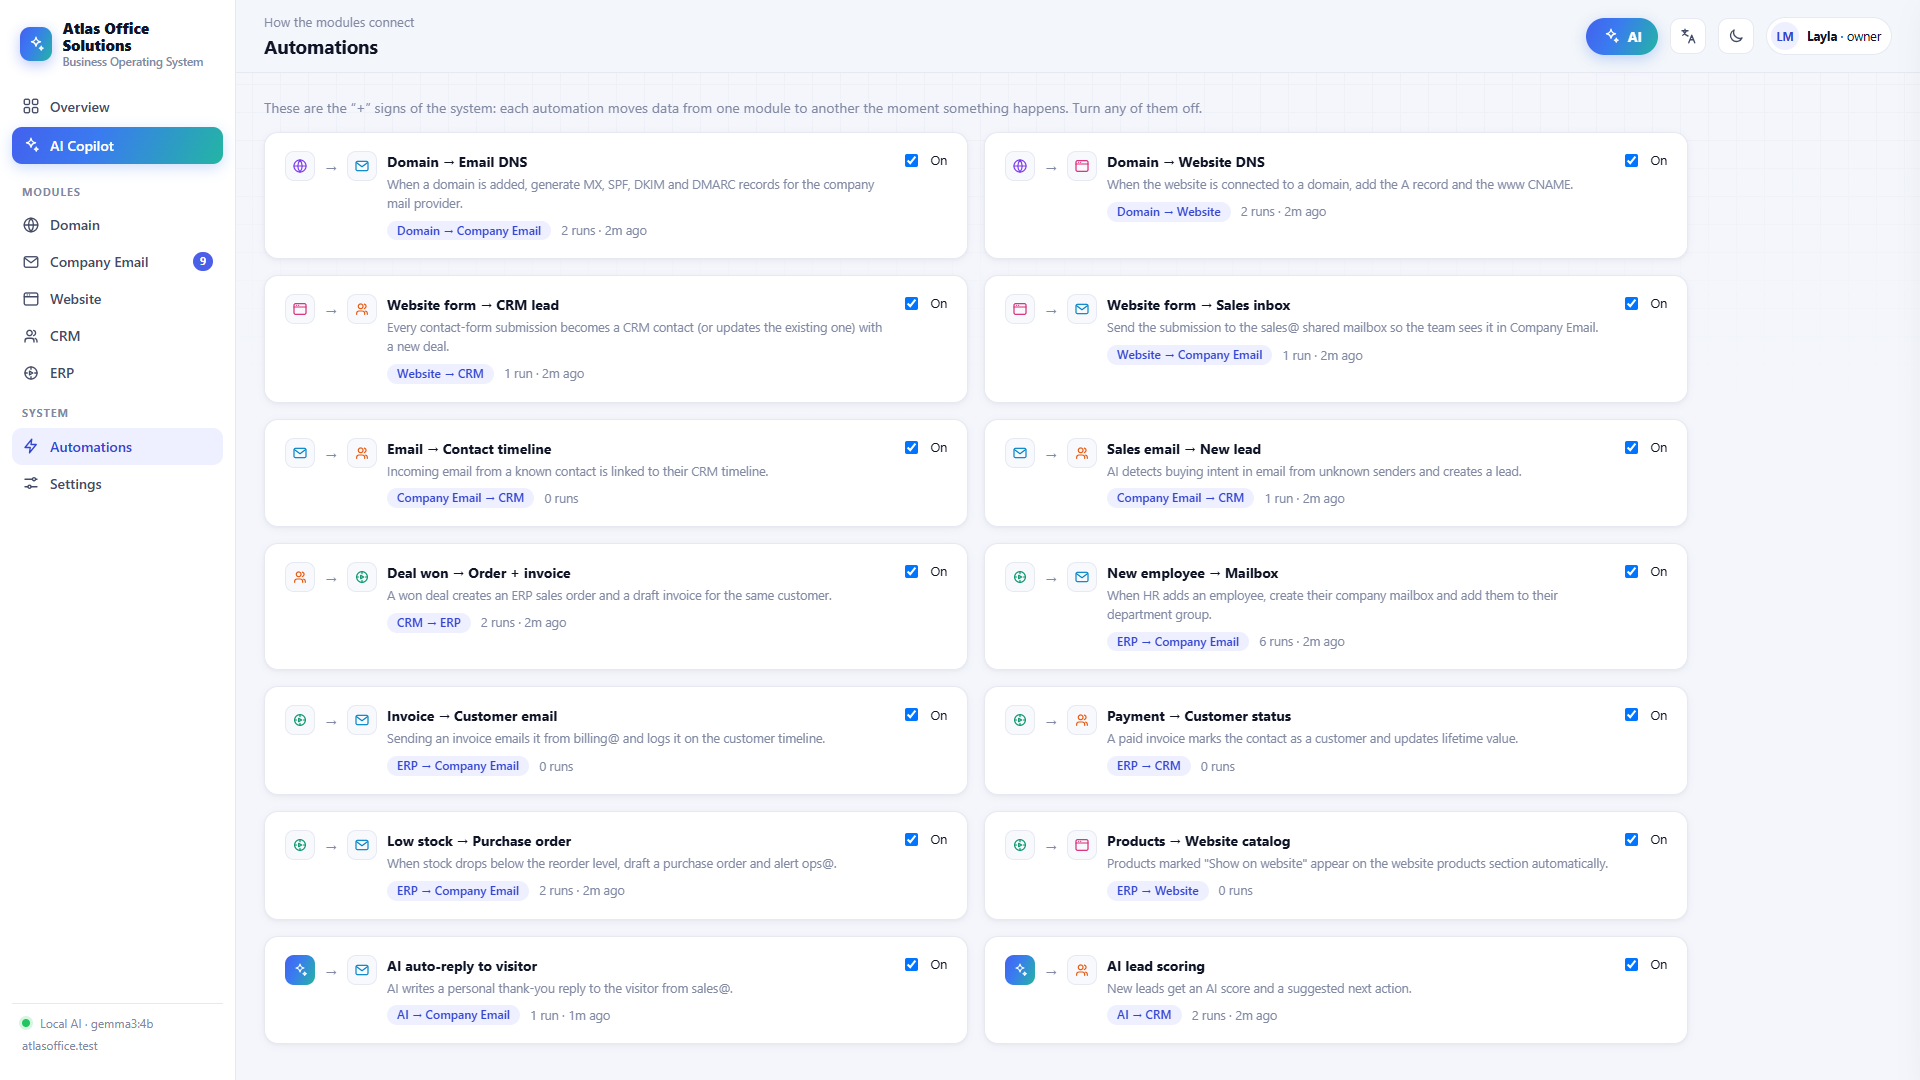 Atlas Office
Solutions
Business Operating System
Overview
AI Copilot
MODULES
Domain
Company Email 9
Website
CRM
ERP
SYSTEM
Automations
Settings
Local AI · gemma3:4b
atlasoffice.test
How the modules connect
Automations
AI
LM Layla · owner
These are the “+” signs of the system: each automation moves data from one module to another the moment something happens. Turn any of them off.
→ Domain → Email DNS On
When a domain is added, generate MX, SPF, DKIM and DMARC records for the company
mail provider.
Domain → Company Email 2 runs · 2m ago
→ Domain → Website DNS On
When the website is connected to a domain, add the A record and the www CNAME.
Domain → Website 2 runs · 2m ago
→ Website form → CRM lead On
Every contact-form submission becomes a CRM contact (or updates the existing one) with
a new deal.
Website → CRM 1 run · 2m ago
→ Website form → Sales inbox On
Send the submission to the sales@ shared mailbox so the team sees it in Company Email.
Website → Company Email 1 run · 2m ago
→ Email → Contact timeline On
Incoming email from a known contact is linked to their CRM timeline.
Company Email → CRM 0 runs
→ Sales email → New lead On
AI detects buying intent in email from unknown senders and creates a lead.
Company Email → CRM 1 run · 2m ago
→ Deal won → Order + invoice On
A won deal creates an ERP sales order and a draft invoice for the same customer.
CRM → ERP 2 runs · 2m ago
→ New employee → Mailbox On
When HR adds an employee, create their company mailbox and add them to their
department group.
ERP → Company Email 6 runs · 2m ago
→ Invoice → Customer email On
Sending an invoice emails it from billing@ and logs it on the customer timeline.
ERP → Company Email 0 runs
→ Payment → Customer status On
A paid invoice marks the contact as a customer and updates lifetime value.
ERP → CRM 0 runs
→ Low stock → Purchase order On
When stock drops below the reorder level, draft a purchase order and alert ops@.
ERP → Company Email 2 runs · 2m ago
→ Products → Website catalog On
Products marked "Show on website" appear on the website products section automatically.
ERP → Website 0 runs
→ AI auto-reply to visitor On
AI writes a personal thank-you reply to the visitor from sales@.
AI → Company Email 1 run · 1m ago
→ AI lead scoring On
New leads get an AI score and a suggested next action.
AI → CRM 2 runs · 2m ago